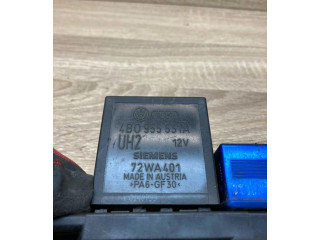 4B0 955 531A
UH2 12V
SIEMENS
72WA401
MADE IN AUSTRIA
>PA6-GF30<